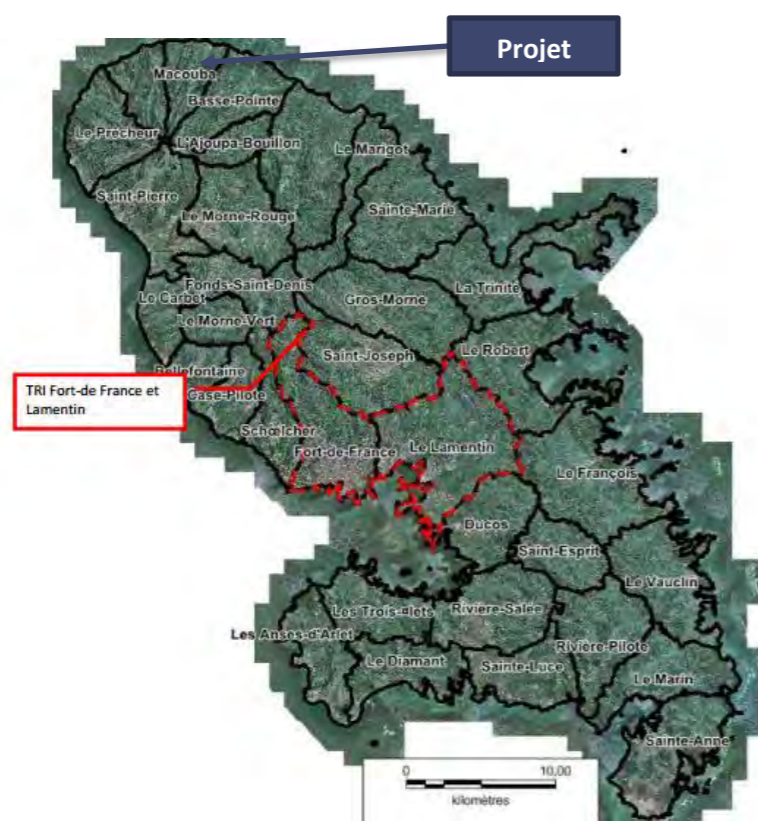 Projet
Macouba
Basse-Pointe
Le Prêcheur
L'Ajoupa-Bouillon
Le Marigot
Saint-Pierre
Le Morne-Rouge
Sainte-Marie
Fonds-Saint-Denis
La Trinité
Le Carbet
Gros-Morne
Le Morne-Vert
Saint-Joseph
Le Robert
Bellefontaine
TRI Fort-de France et
Lamentin
Case-Pilote
Schœlcher
Fort-de-France
Le Lamentin
Le François
Ducos
Saint-Esprit
Le Vauclin
Les Trois-¤lets
Rivière-Salée
Les Anses-d'Arlet
Rivière-Pilote
Le Diamant
Sainte-Luce
Le Marin
Sainte-Anne
0 10,00
kilomètres